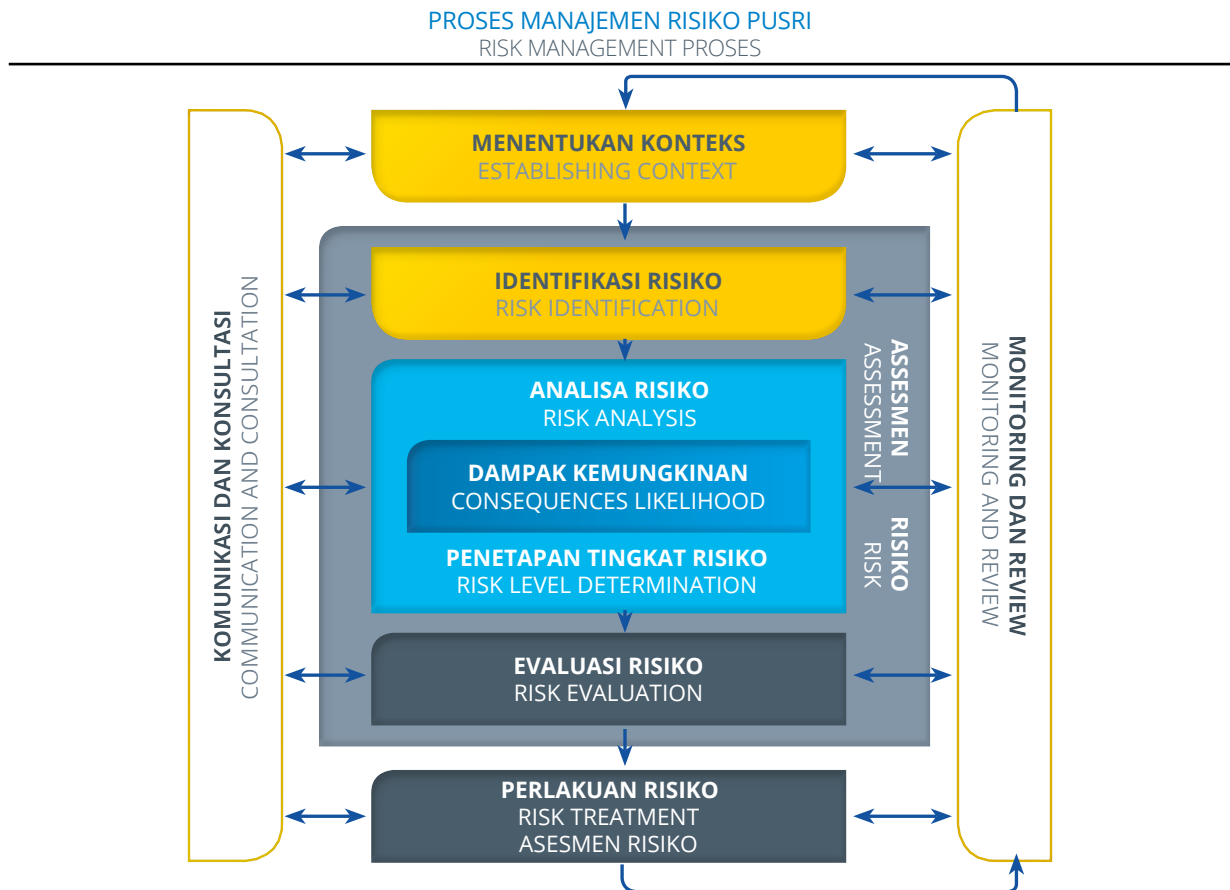 PROSES MANAJEMEN RISIKO PUSRI
RISK MANAGEMENT PROSES
KOMUNIKASI DAN KONSULTASI
COMMUNICATION AND CONSULTATION
MENENTUKAN KONTEKS
ESTABLISHING CONTEXT
IDENTIFIKASI RISIKO
RISK IDENTIFICATION
ANALISA RISIKO
RISK ANALYSIS
DAMPAK KEMUNGKINAN
CONSEQUENCES LIKELIHOOD
PENETAPAN TINGKAT RISIKO
RISK LEVEL DETERMINATION
EVALUASI RISIKO
RISK EVALUATION
PERLAKUAN RISIKO
RISK TREATMENT
ASESMEN RISIKO
ASSESMEN RISIKO
ASSESSMENT RISK
MONITORING DAN REVIEW
MONITORING AND REVIEW